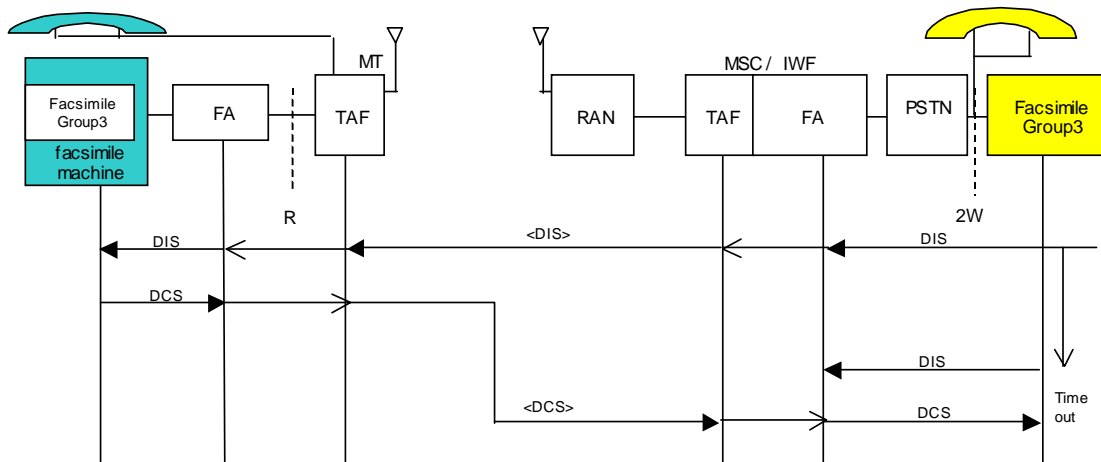 MT
MSC / IWF
Facsimile
Group3
facsimile
machine
FA
TAF
RAN
TAF
FA
PSTN
Facsimile
Group3
R
2W
DIS
<DIS>
DIS
DCS
DIS
Time
out
<DCS>
DCS